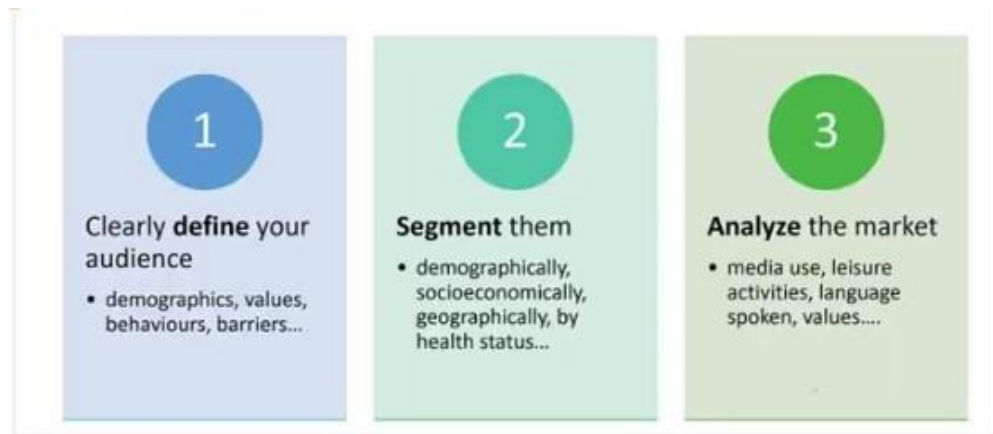 1
Clearly define your
audience
• demographics, values,
behaviours, barriers...
2
Segment them
• demographically,
socioeconomically,
geographically, by
health status...
3
Analyze the market
• media use, leisure
activities, language
spoken, values....